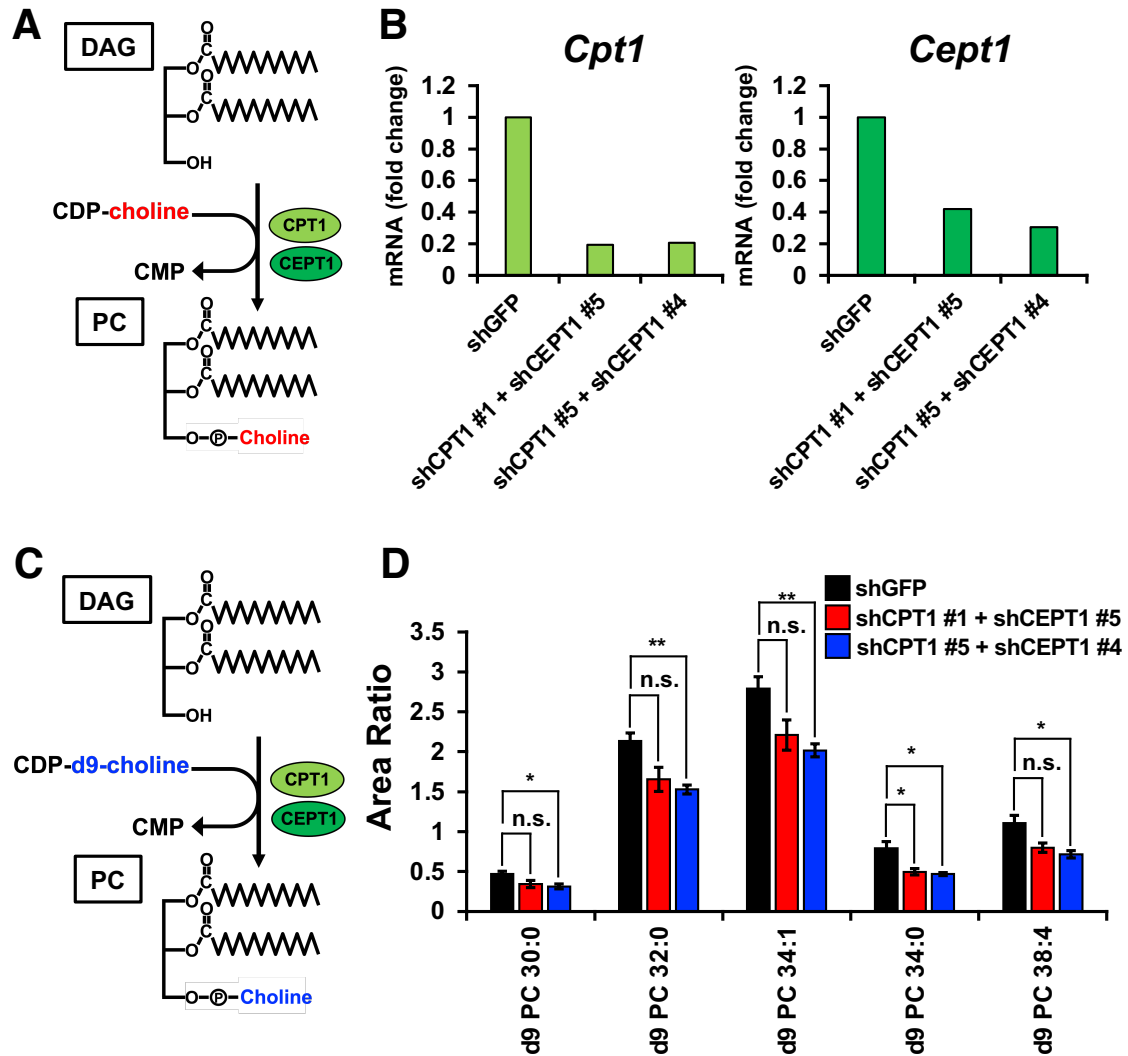 A
DAG
O
C
O
O
C
O
OH
CDP-choline
CPT1
CEPT1
CMP
PC
O
C
O
O
C
O
O-P-Choline
B
Cpt1
mRNA (fold change)
1.2
1
0.8
0.6
0.4
0.2
0
shGFP
shCPT1 #1 + shCEPT1 #5
shCPT1 #5 + shCEPT1 #4
Cept1
mRNA (fold change)
1.2
1
0.8
0.6
0.4
0.2
0
shGFP
shCPT1 #1 + shCEPT1 #5
shCPT1 #5 + shCEPT1 #4
C
DAG
O
C
O
O
C
O
OH
CDP-d9-choline
CPT1
CEPT1
CMP
PC
O
C
O
O
C
O
O-P-Choline
D
shGFP
shCPT1 #1 + shCEPT1 #5
shCPT1 #5 + shCEPT1 #4
Area Ratio
3.5
3
2.5
2
1.5
1
0.5
0
*
n.s.
**
n.s.
**
n.s.
*
*
*
n.s.
d9 PC 30:0
d9 PC 32:0
d9 PC 34:1
d9 PC 34:0
d9 PC 38:4